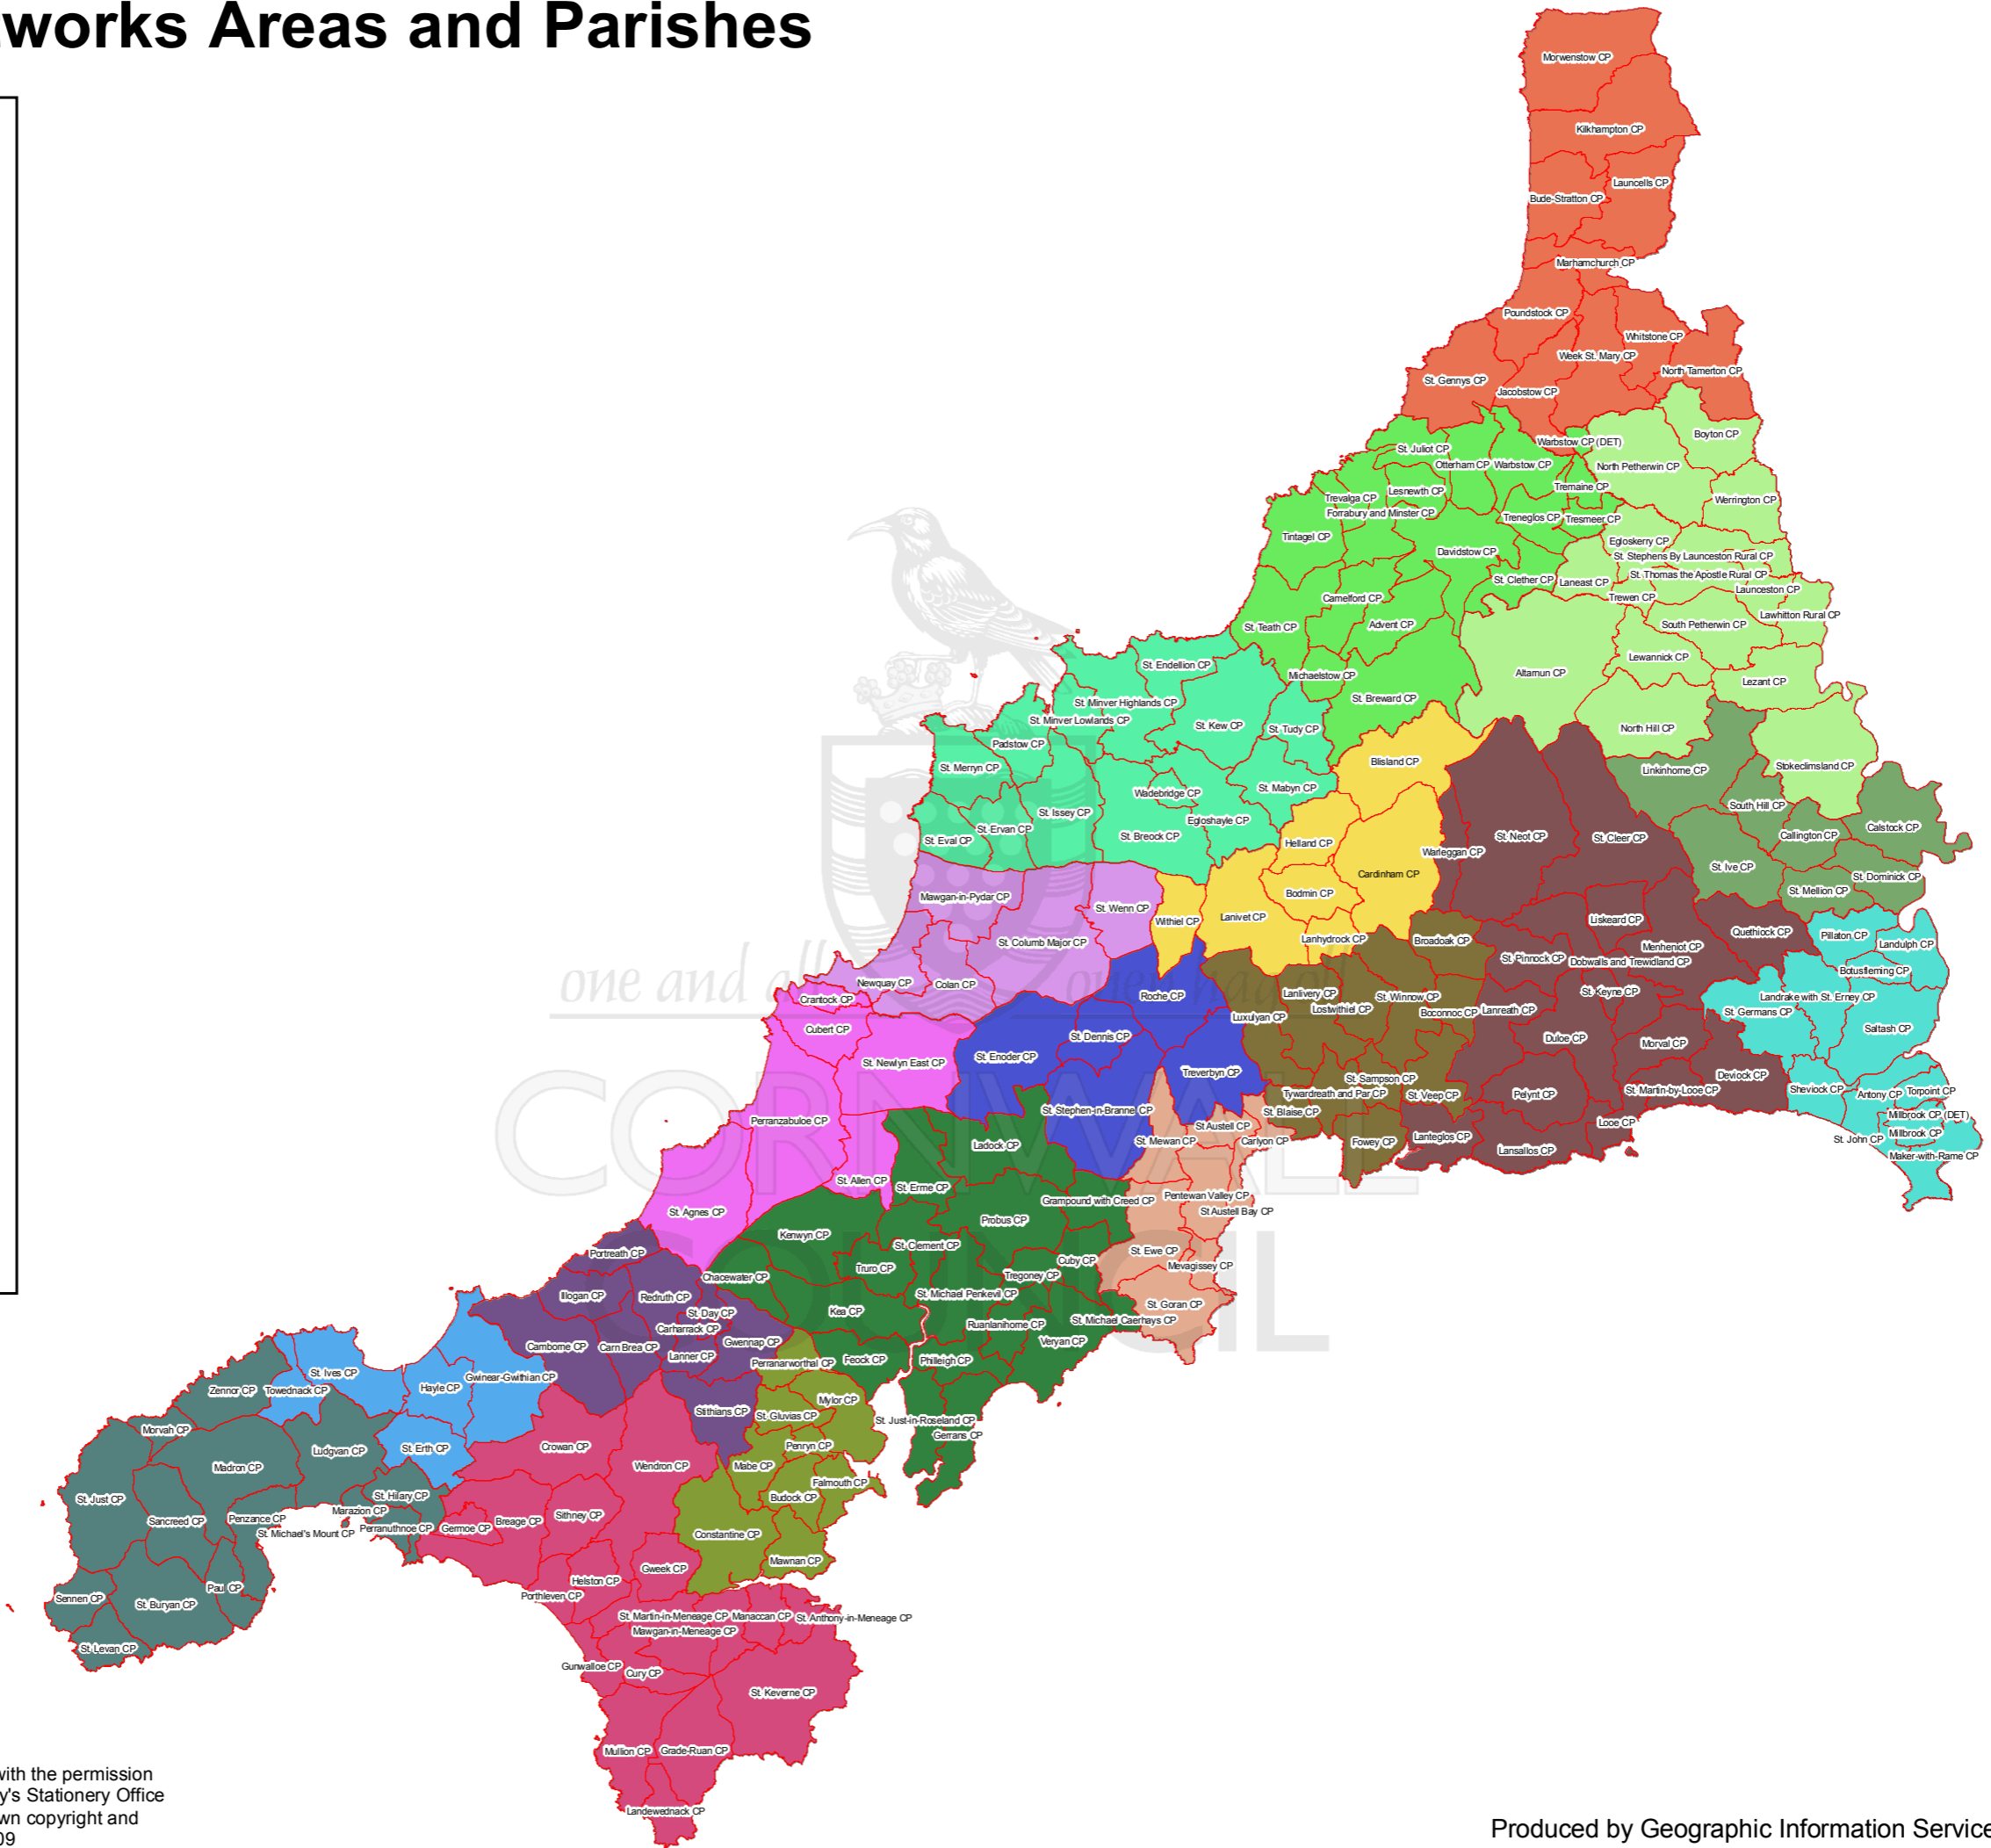 works Areas and Parishes
Morwenstow CP
Kilkhampton CP
Launcells CP
Bude-Stratton CP
Marhamchurch CP
Poundstock CP
Whitstone CP
Week St. Mary CP
North Tamerton CP
St. Gennys CP
Jacobstow CP
Boyton CP
Warbstow CP (DET)
St. Juliot CP
Otterham CP
Warbstow CP
North Petherwin CP
Tremaine CP
Lesnewth CP
Trevalga CP
Werrington CP
Forrabury and Minster CP
Treneglos CP
Tresmeer CP
Tintagel CP
Egloskerry CP
Davidstow CP
St. Stephens By Launceston Rural CP
St. Thomas the Apostle Rural CP
St. Clether CP
Laneast CP
Launceston CP
Camelford CP
Trewen CP
Lawhitton Rural CP
St. Teath CP
Advent CP
South Petherwin CP
Lewannick CP
St. Endellion CP
Michaelstow CP
Altarnun CP
Lezant CP
St. Breward CP
St. Minver Highlands CP
St. Minver Lowlands CP
St. Kew CP
St. Tudy CP
North Hill CP
Padstow CP
Blisland CP
St. Merryn CP
Linkinhorne CP
Stokeclimsland CP
Wadebridge CP
St. Mabyn CP
South Hill CP
St. Issey CP
Egloshayle CP
St. Ervan CP
St. Eval CP
St. Breock CP
Helland CP
St. Neot CP
St. Cleer CP
Callington CP
Calstock CP
Warleggan CP
Cardinham CP
St. Ive CP
St. Dominick CP
St. Mellion CP
Mawgan-in-Pydar CP
Bodmin CP
St. Wenn CP
Withiel CP
Lanivet CP
Liskeard CP
Quethiock CP
Pillaton CP
Landulph CP
St. Columb Major CP
Lanhydrock CP
Broadoak CP
Menheniot CP
St. Pinnock CP
Dobwalls and Trewidland CP
Botusfleming CP
one and all
Newquay CP
Colan CP
Crantock CP
Roche CP
Lanlivery CP
St. Winnow CP
St. Keyne CP
Landrake with St. Erney CP
Lostwithiel CP
Boconnoc CP
Lanreath CP
St. Germans CP
Luxulyan CP
Cubert CP
St. Dennis CP
Duloe CP
Morval CP
Saltash CP
St. Newlyn East CP
St. Enoder CP
Treverbyn CP
Deviock CP
St. Sampson CP
CORNWALL
Tywardreath and Par CP
St. Veep CP
Pelynt CP
St. Martin-by-Looe CP
Sheviock CP
Antony CP
Torpoint CP
St. Stephen-in-Brannel CP
St. Blaise CP
Millbrook CP (DET)
Perranzabuloe CP
St. Austell CP
Looe CP
Millbrook CP
Ladock CP
St. Mewan CP
Carlyon CP
Fowey CP
Lanteglos CP
St. John CP
Lansallos CP
Maker-with-Rame CP
St. Allen CP
St. Erme CP
Grampound with Creed CP
Pentewan Valley CP
St. Agnes CP
Probus CP
St Austell Bay CP
Kenwyn CP
St. Clement CP
St. Ewe CP
Portreath CP
Cuby CP
Mevagissey CP
Truro CP
Chacewater CP
Tregoney CP
COUNCIL
Illogan CP
Redruth CP
St. Michael Penkevil CP
St. Goran CP
St. Day CP
Kea CP
Carharrack CP
Ruanlanihorne CP
St. Michael Caerhays CP
Camborne CP
Carn Brea CP
Gwennap CP
Veryan CP
Lanner CP
Perranarworthal CP
Feock CP
Philleigh CP
St. Ives CP
Gwinear-Gwithian CP
Hayle CP
Zennor CP
Towednack CP
Mylor CP
Stithians CP
St. Gluvias CP
St. Just-in-Roseland CP
Morvah CP
Gerrans CP
Ludgvan CP
St. Erth CP
Crowan CP
Penryn CP
Madron CP
Wendron CP
Mabe CP
Falmouth CP
St. Just CP
St. Hilary CP
Budock CP
Marazion CP
Sancreed CP
Penzance CP
Sithney CP
Breage CP
Perranuthnoe CP
Germoe CP
St. Michael's Mount CP
Constantine CP
Mawnan CP
Gweek CP
Helston CP
Paul CP
Porthleven CP
Sennen CP
St. Buryan CP
St. Martin-in-Meneage CP
Manaccan CP
St. Anthony-in-Meneage CP
Mawgan-in-Meneage CP
St. Levan CP
Gunwalloe CP
Cury CP
St. Keverne CP
Mullion CP
Grade-Ruan CP
Landewednack CP
with the permission
y's Stationery Office
wn copyright and
09
Produced by Geographic Information Service